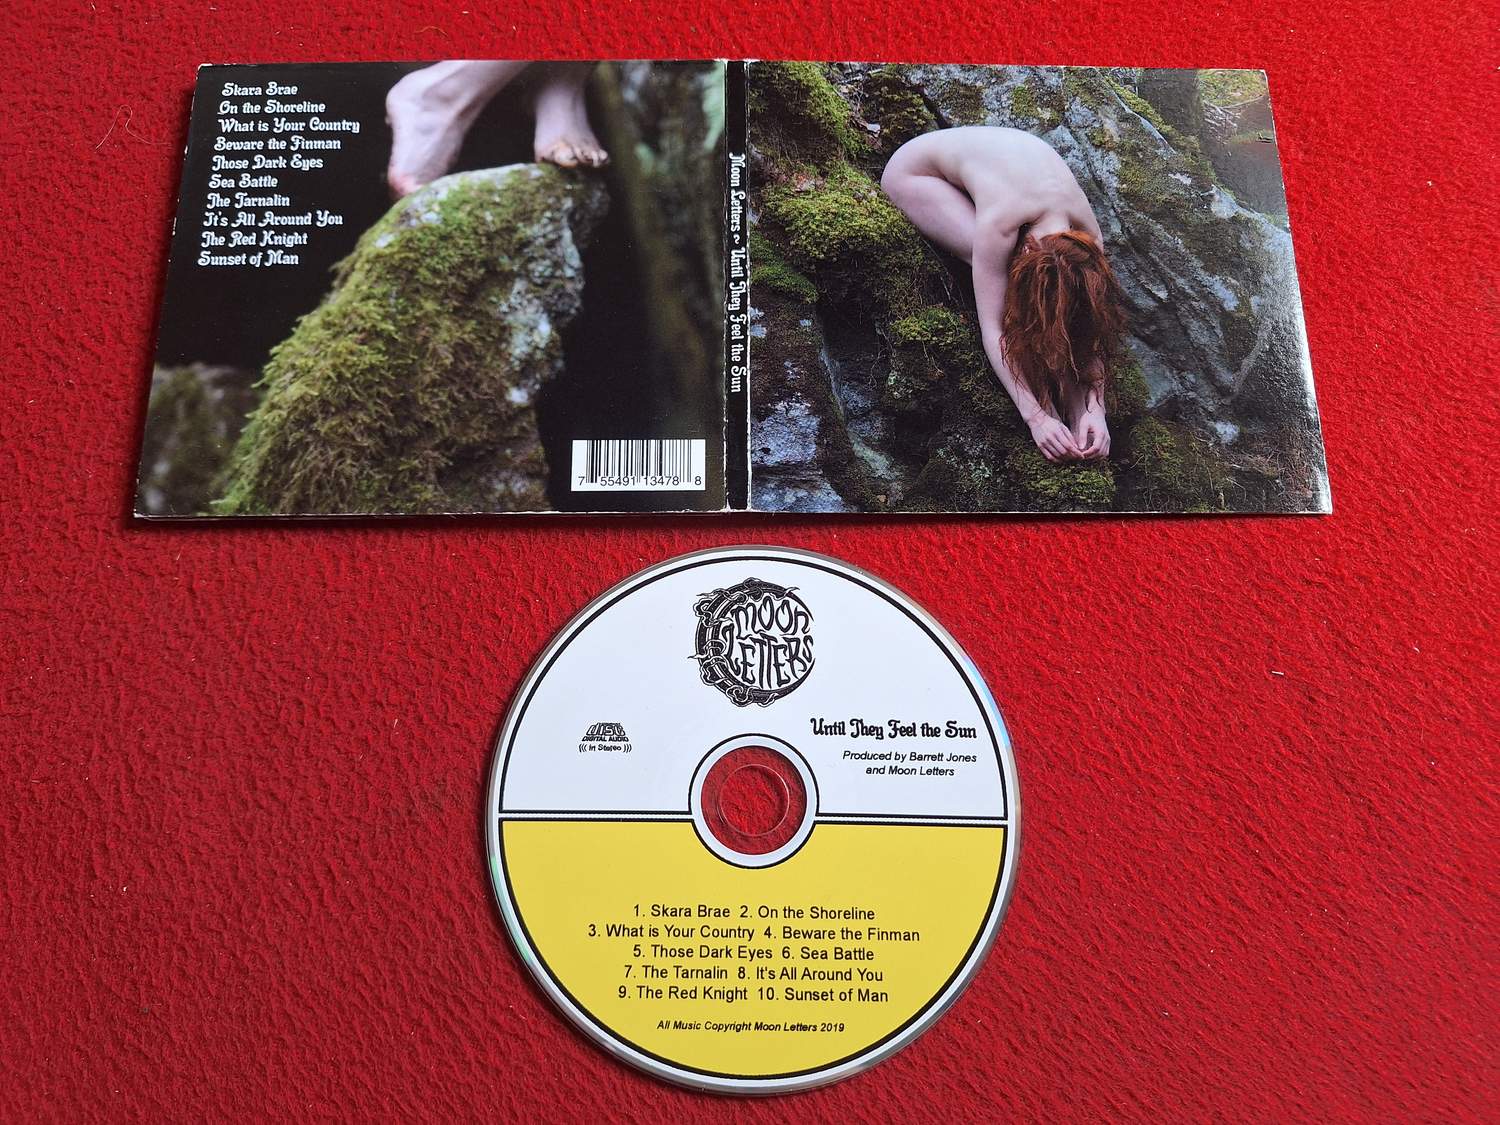 Skara Brae
On the Shoreline
What is Your Country
Beware the Finman
Those Dark Eyes
Sea Battle
The Tarnalin
It's All Around You
The Red Knight
Sunset of Man
7 55491 13478 8
Moon Letters ~ Until They Feel the Sun
MOON
LETTERS
disc
DIGITAL AUDIO
((( In Stereo )))
Until They Feel the Sun
Produced by Barrett Jones
and Moon Letters
1. Skara Brae 2. On the Shoreline
3. What is Your Country 4. Beware the Finman
5. Those Dark Eyes 6. Sea Battle
7. The Tarnalin 8. It's All Around You
9. The Red Knight 10. Sunset of Man
All Music Copyright Moon Letters 2019